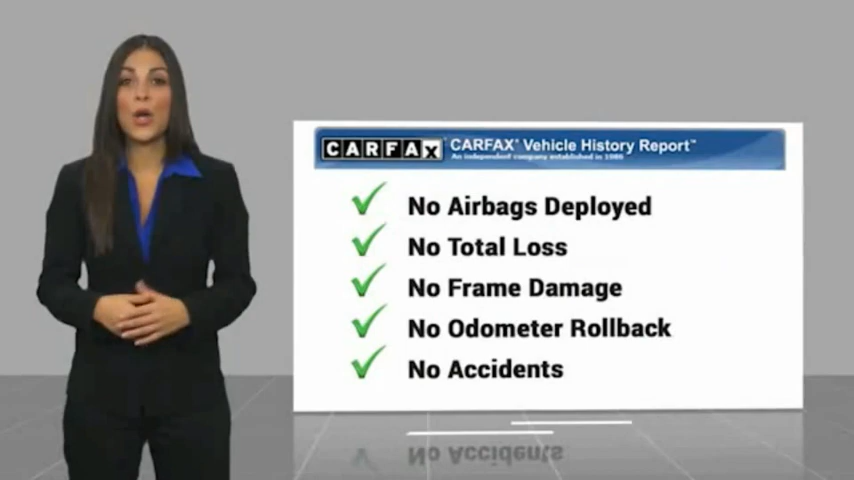 CARFAX CARFAX® Vehicle History Report™
An independent company established in 1986
No Airbags Deployed
No Total Loss
No Frame Damage
No Odometer Rollback
No Accidents
No Accidents